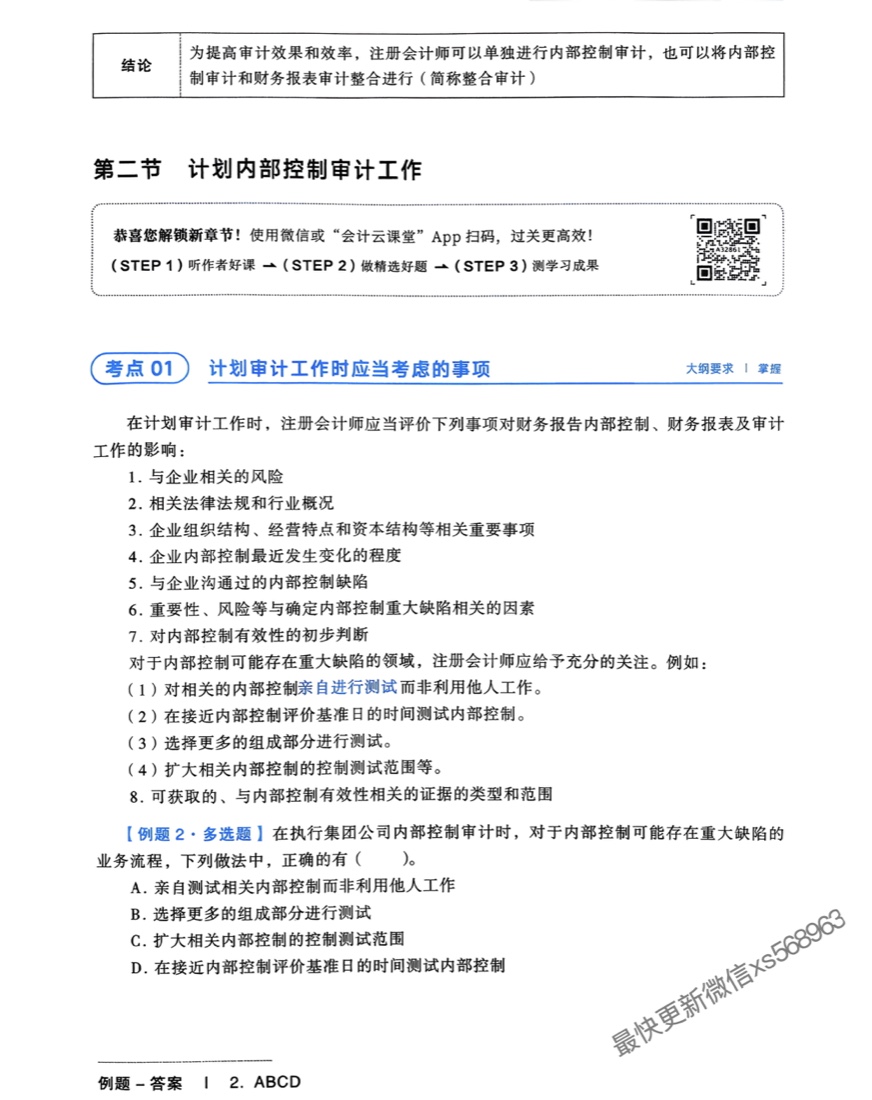 结论
为提高审计效果和效率，注册会计师可以单独进行内部控制审计，也可以将内部控
制审计和财务报表审计整合进行（简称整合审计）
第二节 计划内部控制审计工作
恭喜您解锁新章节！使用微信或“会计云课堂”App 扫码，过关更高效！
（STEP 1）听作者好课 → （STEP 2）做精选好题 → （STEP 3）测学习成果
A32861
考点 01 计划审计工作时应当考虑的事项 大纲要求 | 掌握
在计划审计工作时，注册会计师应当评价下列事项对财务报告内部控制、财务报表及审计
工作的影响：
1. 与企业相关的风险
2. 相关法律法规和行业概况
3. 企业组织结构、经营特点和资本结构等相关重要事项
4. 企业内部控制最近发生变化的程度
5. 与企业沟通过的内部控制缺陷
6. 重要性、风险等与确定内部控制重大缺陷相关的因素
7. 对内部控制有效性的初步判断
对于内部控制可能存在重大缺陷的领域，注册会计师应给予充分的关注。例如：
（1）对相关的内部控制亲自进行测试而非利用他人工作。
（2）在接近内部控制评价基准日的时间测试内部控制。
（3）选择更多的组成部分进行测试。
（4）扩大相关内部控制的控制测试范围等。
8. 可获取的、与内部控制有效性相关的证据的类型和范围
【例题 2·多选题】在执行集团公司内部控制审计时，对于内部控制可能存在重大缺陷的
业务流程，下列做法中，正确的有（ ）。
A. 亲自测试相关内部控制而非利用他人工作
B. 选择更多的组成部分进行测试
C. 扩大相关内部控制的控制测试范围
D. 在接近内部控制评价基准日的时间测试内部控制
最快更新微信xs568963
例题－答案 | 2. ABCD